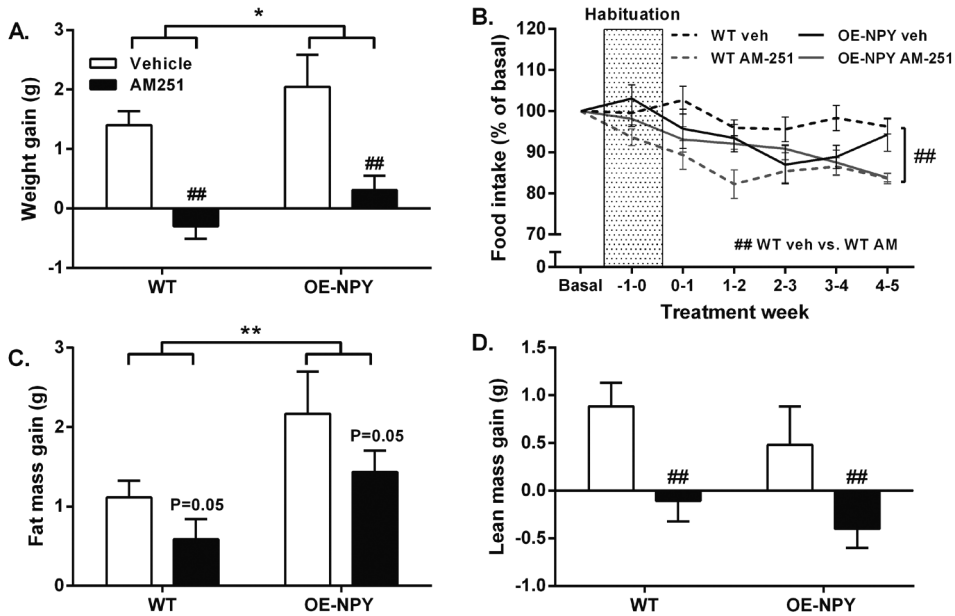 A.
*
3
2
1
0
-1
Weight gain (g)
Vehicle
AM251
##
##
WT
OE-NPY
B.
Habituation
WT veh
OE-NPY veh
WT AM-251
OE-NPY AM-251
120
110
100
90
80
70
0
Food intake (% of basal)
##
## WT veh vs. WT AM
Basal
-1-0
0-1
1-2
2-3
3-4
4-5
Treatment week
C.
**
3
2
1
0
Fat mass gain (g)
P=0.05
P=0.05
WT
OE-NPY
D.
1.5
1.0
0.5
0.0
-0.5
-1.0
Lean mass gain (g)
##
##
WT
OE-NPY